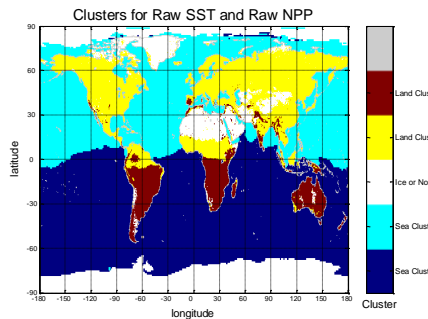 Clusters for Raw SST and Raw NPP
90
60
30
0
-30
-60
-90
latitude
-180 -150 -120 -90 -60 -30 0 30 60 90 120 150 180
longitude
Land Clus
Land Clus
Ice or No
Sea Clust
Sea Clust
Cluster